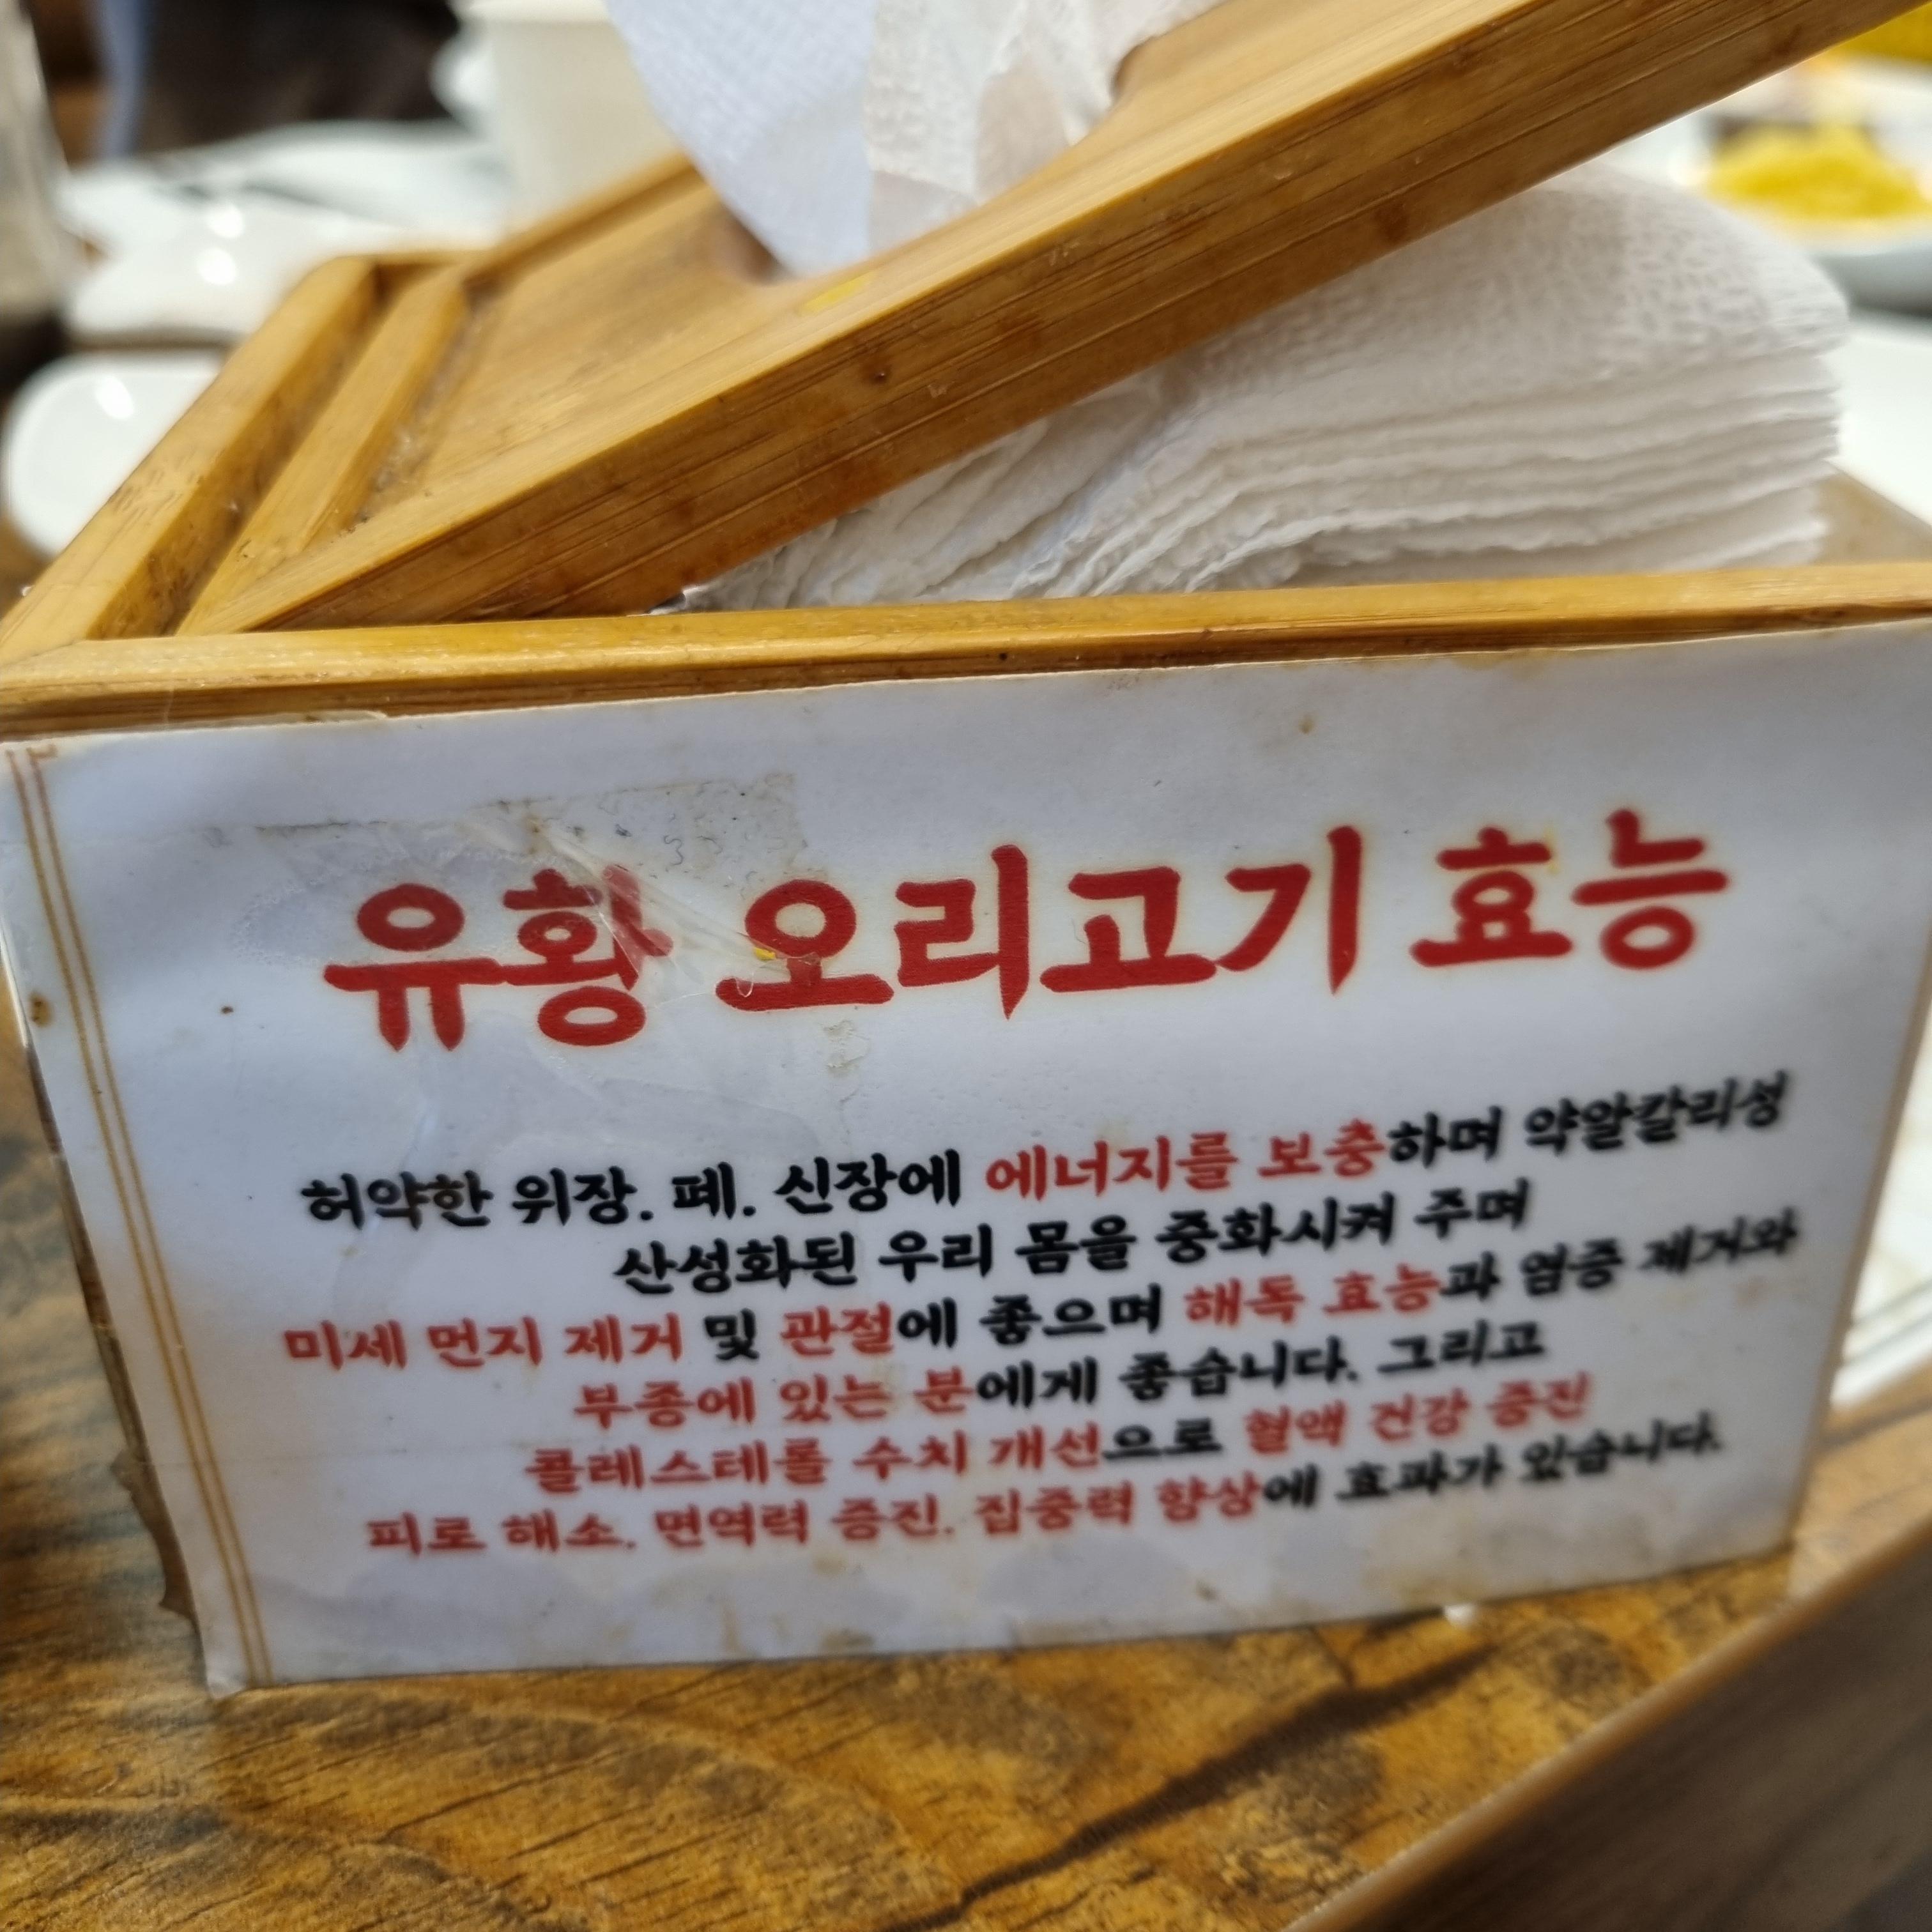 유황 오리고기 효능
허약한 위장. 폐. 신장에 에너지를 보충하며 약알칼리성
산성화된 우리 몸을 중화시켜 주며
미세 먼지 제거 및 관절에 좋으며 해독 효능과 염증 제거와
부종에 있는 분에게 좋습니다. 그리고
콜레스테롤 수치 개선으로 혈액 건강 증진
피로 해소. 면역력 증진. 집중력 향상에 효과가 있습니다.